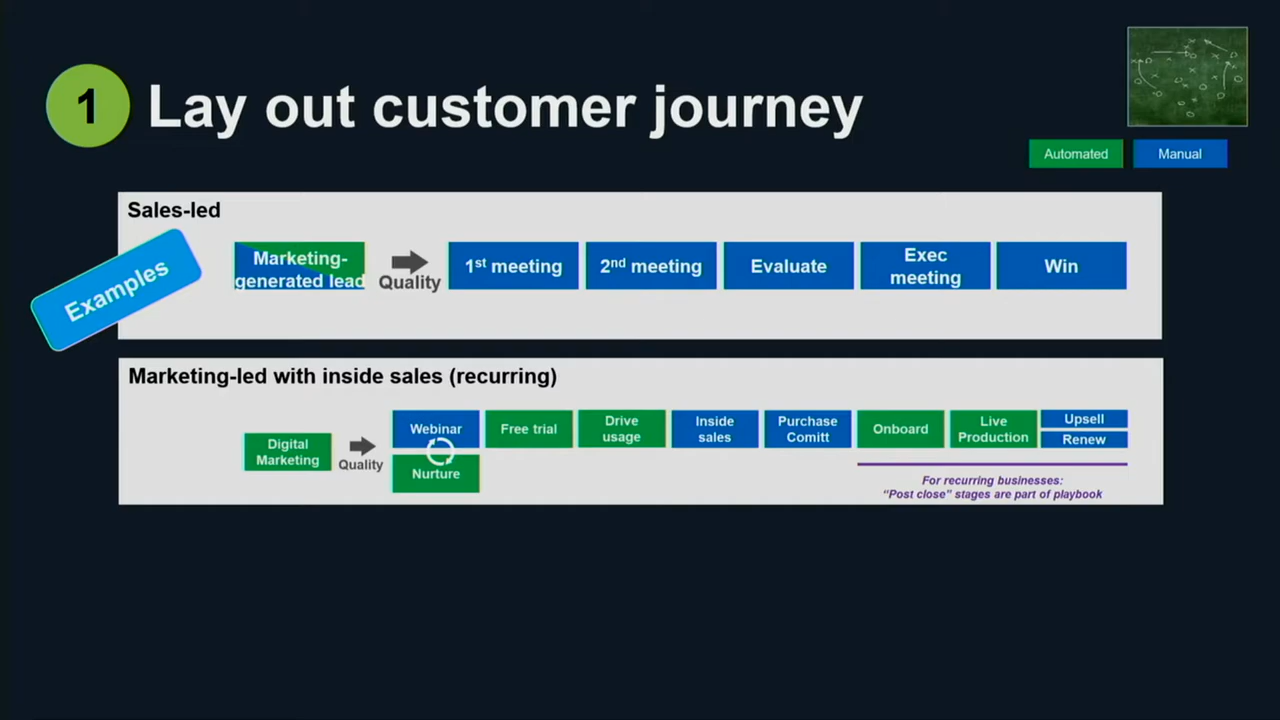 1 Lay out customer journey
Automated Manual
Sales-led
Examples
Marketing-
generated lead
Quality
1st meeting
2nd meeting
Evaluate
Exec
meeting
Win
Marketing-led with inside sales (recurring)
Digital
Marketing
Quality
Webinar
Nurture
Free trial
Drive
usage
Inside
sales
Purchase
Comitt
Onboard
Live
Production
Upsell
Renew
For recurring businesses:
“Post close” stages are part of playbook